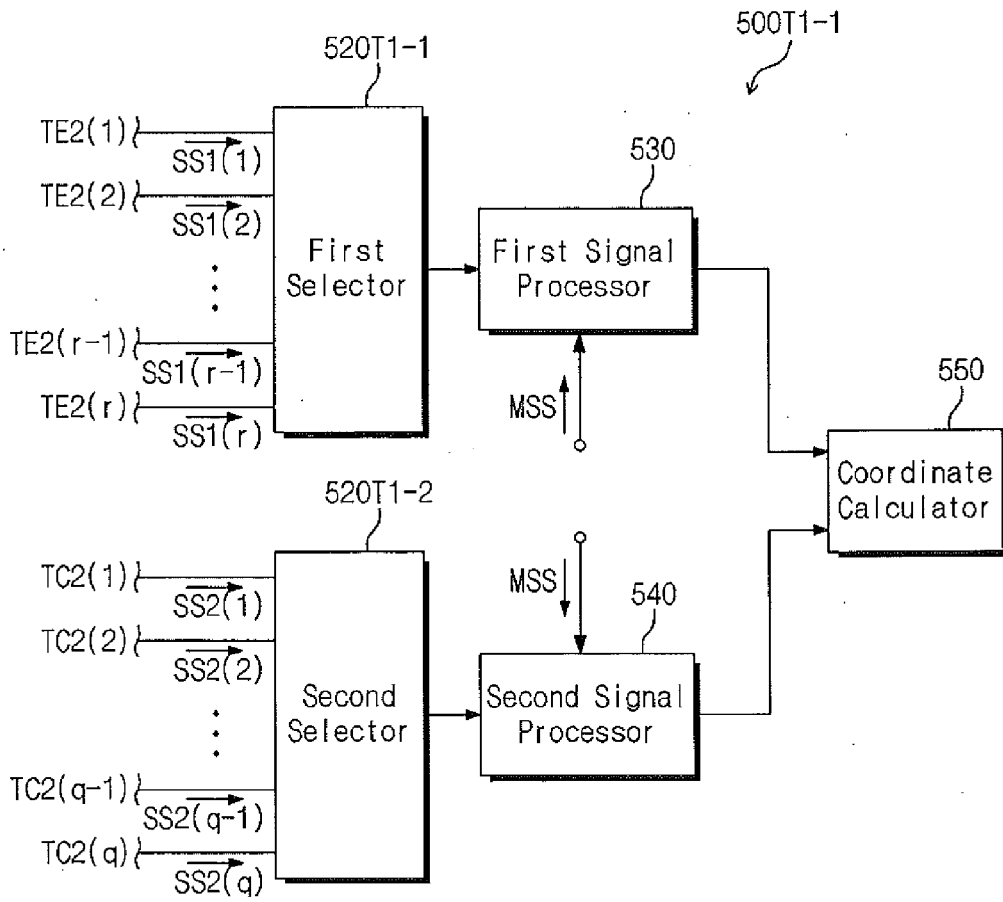 500T1-1
520T1-1
TE2(1)
SS1(1)
TE2(2)
SS1(2)
First
Selector
TE2(r-1)
SS1(r-1)
TE2(r)
SS1(r)
530
First Signal
Processor
MSS
550
Coordinate
Calculator
520T1-2
TC2(1)
SS2(1)
TC2(2)
SS2(2)
Second
Selector
TC2(q-1)
SS2(q-1)
TC2(q)
SS2(q)
MSS
540
Second Signal
Processor